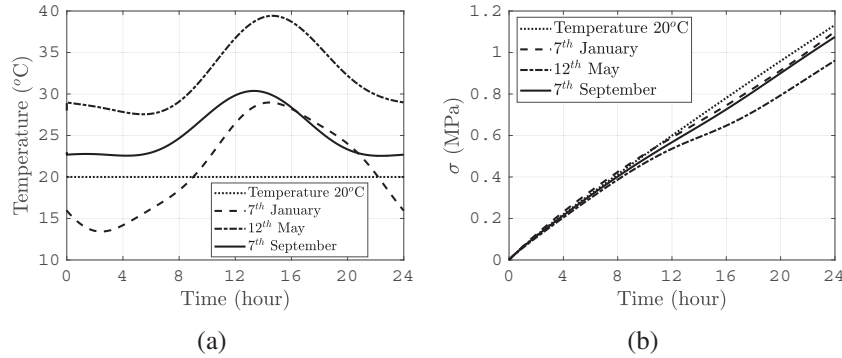 40
35
30
25
20
15
10
Temperature (°C)
Temperature 20°C
7th January
12th May
7th September
0 4 8 12 16 20 24
Time (hour)
(a)
1.2
1
0.8
0.6
0.4
0.2
0
σ (MPa)
Temperature 20°C
7th January
12th May
7th September
0 4 8 12 16 20 24
Time (hour)
(b)